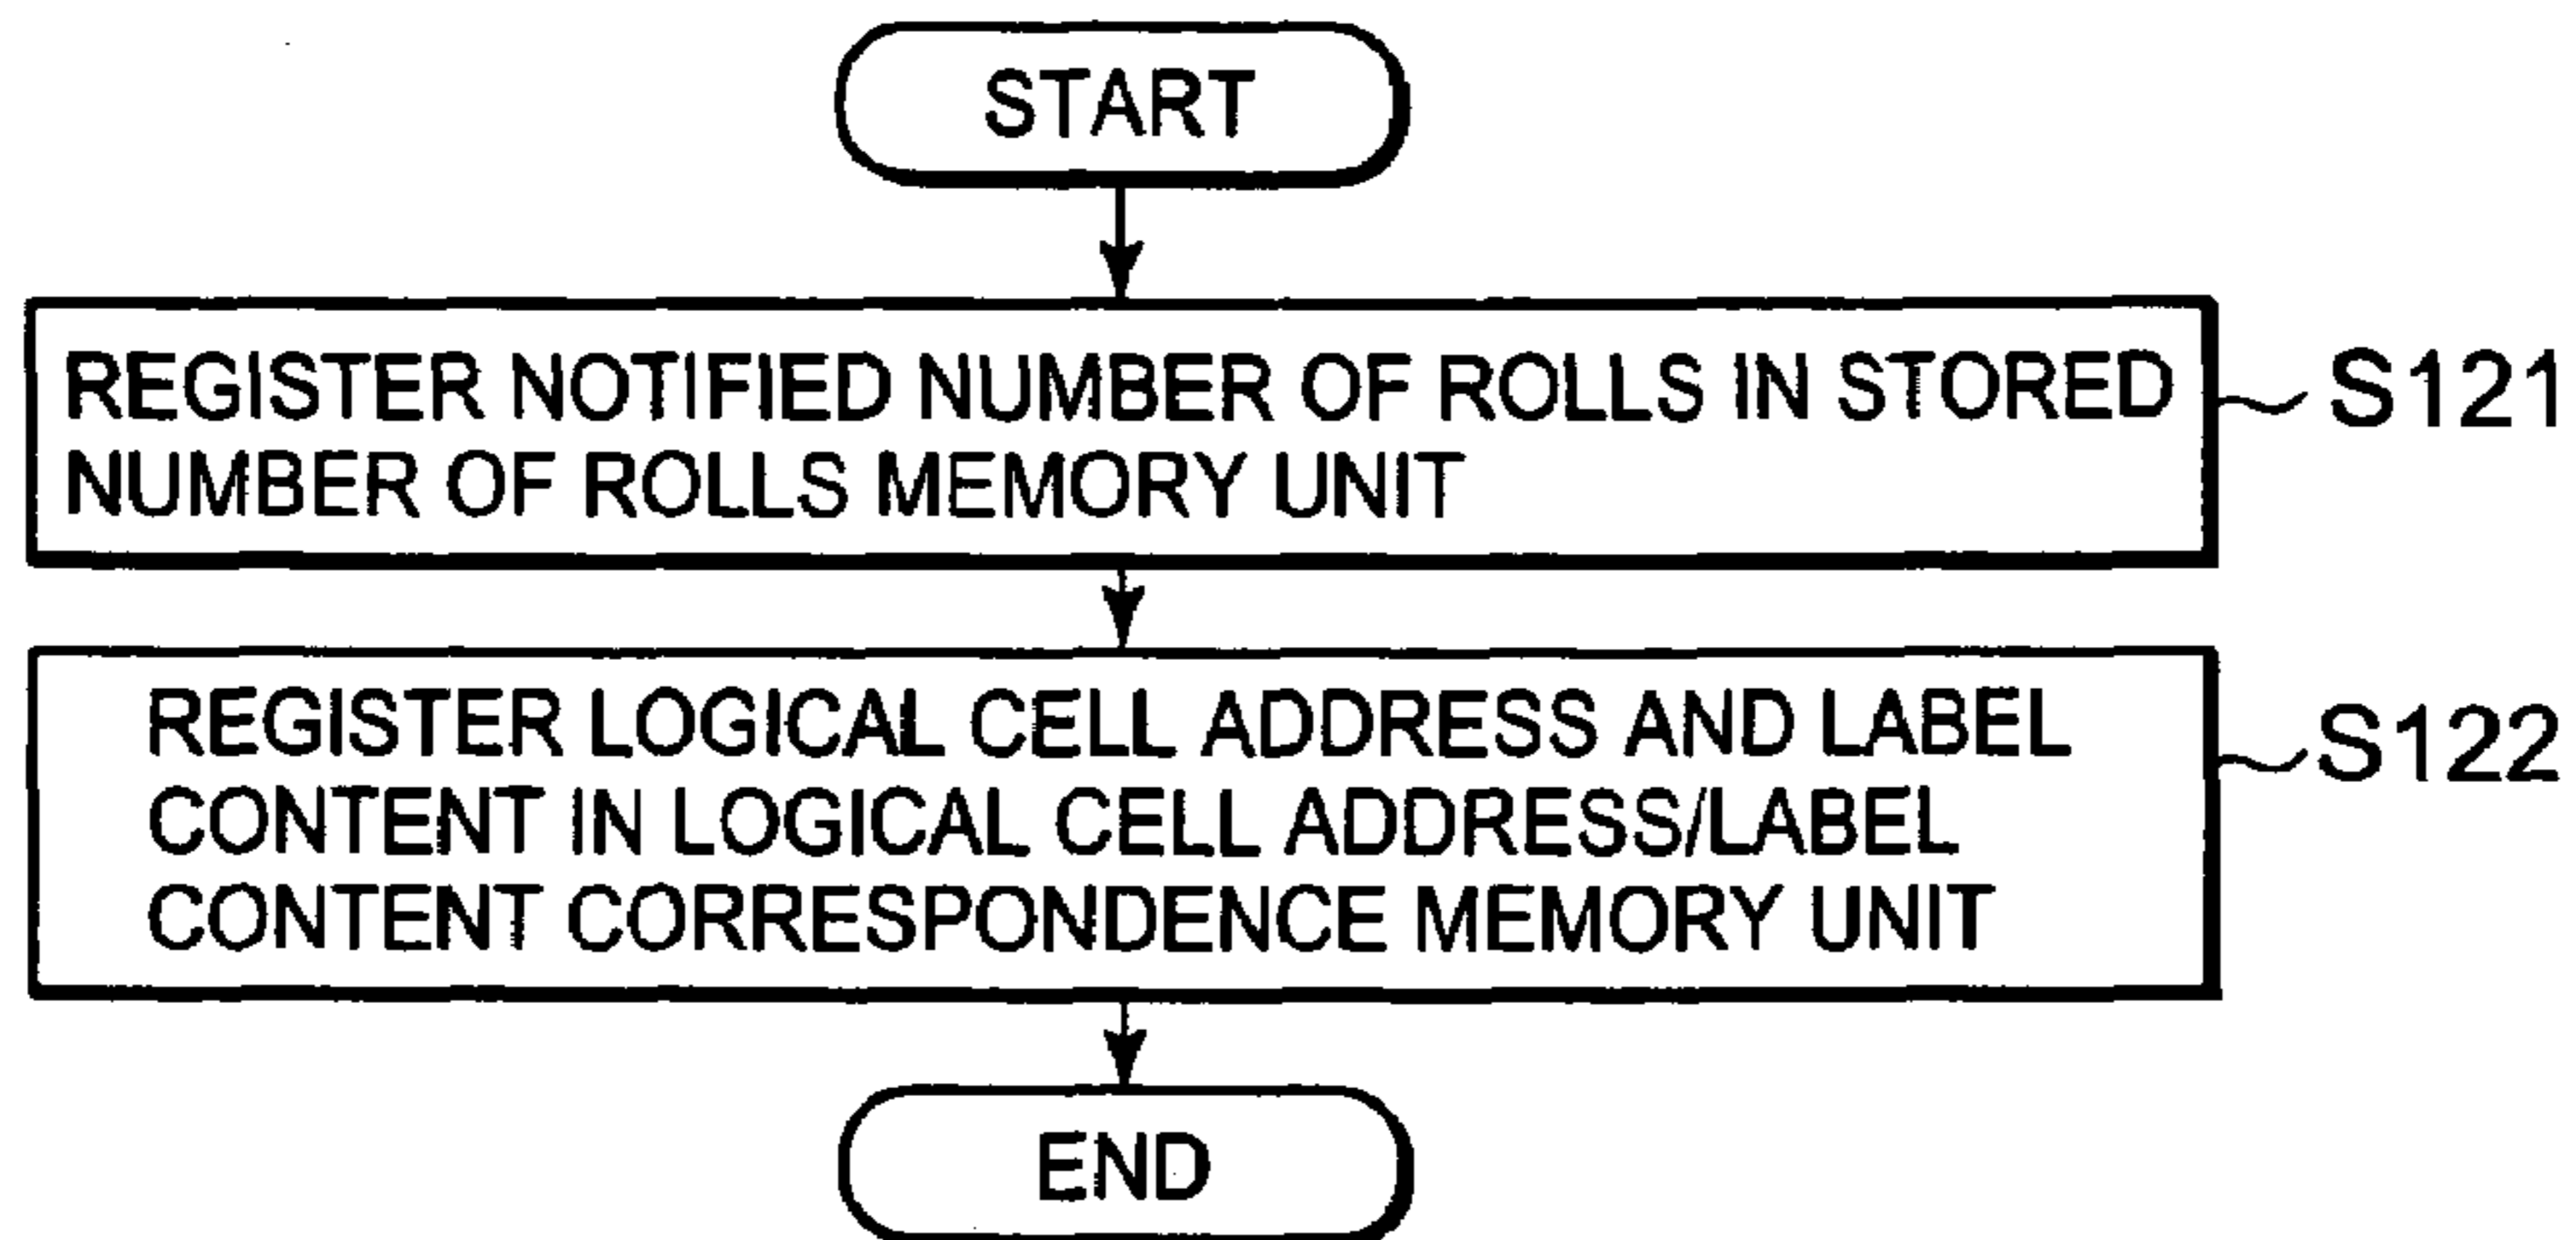 START
REGISTER NOTIFIED NUMBER OF ROLLS IN STORED
NUMBER OF ROLLS MEMORY UNIT
S121
REGISTER LOGICAL CELL ADDRESS AND LABEL
CONTENT IN LOGICAL CELL ADDRESS/LABEL
CONTENT CORRESPONDENCE MEMORY UNIT
S122
END